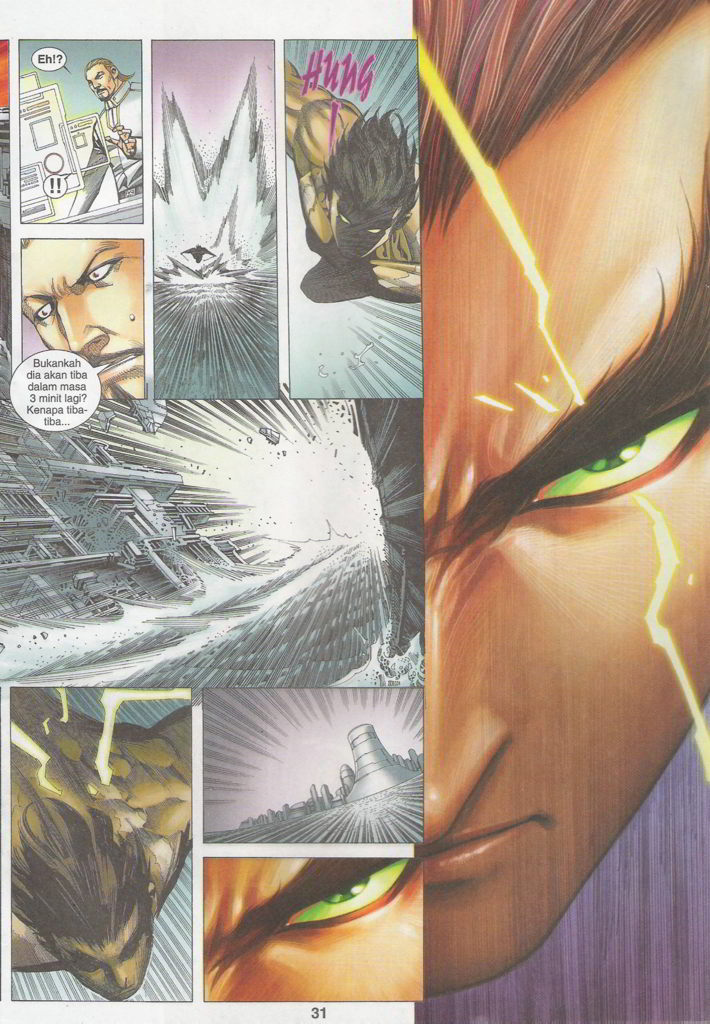 Eh!?
!!
HUNG
!
Bukankah
dia akan tiba
dalam masa
3 minit lagi?
Kenapa tiba-
tiba...
31